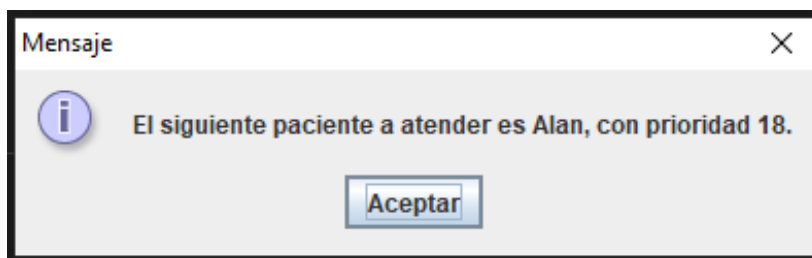 Mensaje
El siguiente paciente a atender es Alan, con prioridad 18.
Aceptar